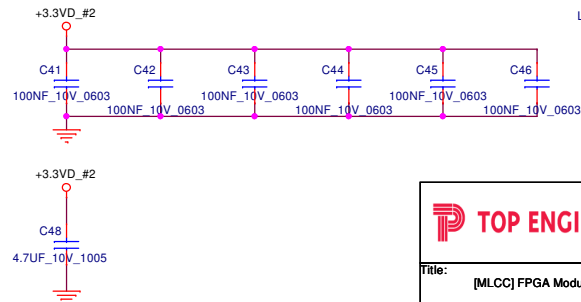 +3.3VD_#2
L
C41 C42 C43 C44 C45 C46
100NF_10V_0603 100NF_10V_0603 100NF_10V_0603 100NF_10V_0603 100NF_10V_0603 100NF_10V_0603
+3.3VD_#2
C48
4.7UF_10V_1005
TOP ENGI
Title:
[MLCC] FPGA Modu